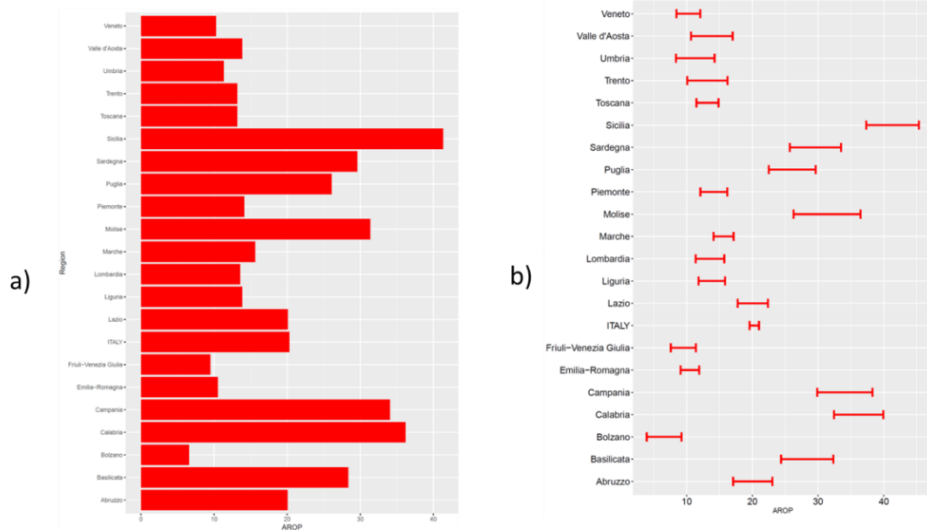 a)
Region
Veneto
Valle d'Aosta
Umbria
Trento
Toscana
Sicilia
Sardegna
Puglia
Piemonte
Molise
Marche
Lombardia
Liguria
Lazio
ITALY
Friuli−Venezia Giulia
Emilia−Romagna
Campania
Calabria
Bolzano
Basilicata
Abruzzo
0 10 20 30 40
AROP
b)
Veneto
Valle d'Aosta
Umbria
Trento
Toscana
Sicilia
Sardegna
Puglia
Piemonte
Molise
Marche
Lombardia
Liguria
Lazio
ITALY
Friuli−Venezia Giulia
Emilia−Romagna
Campania
Calabria
Bolzano
Basilicata
Abruzzo
10 20 30 40
AROP